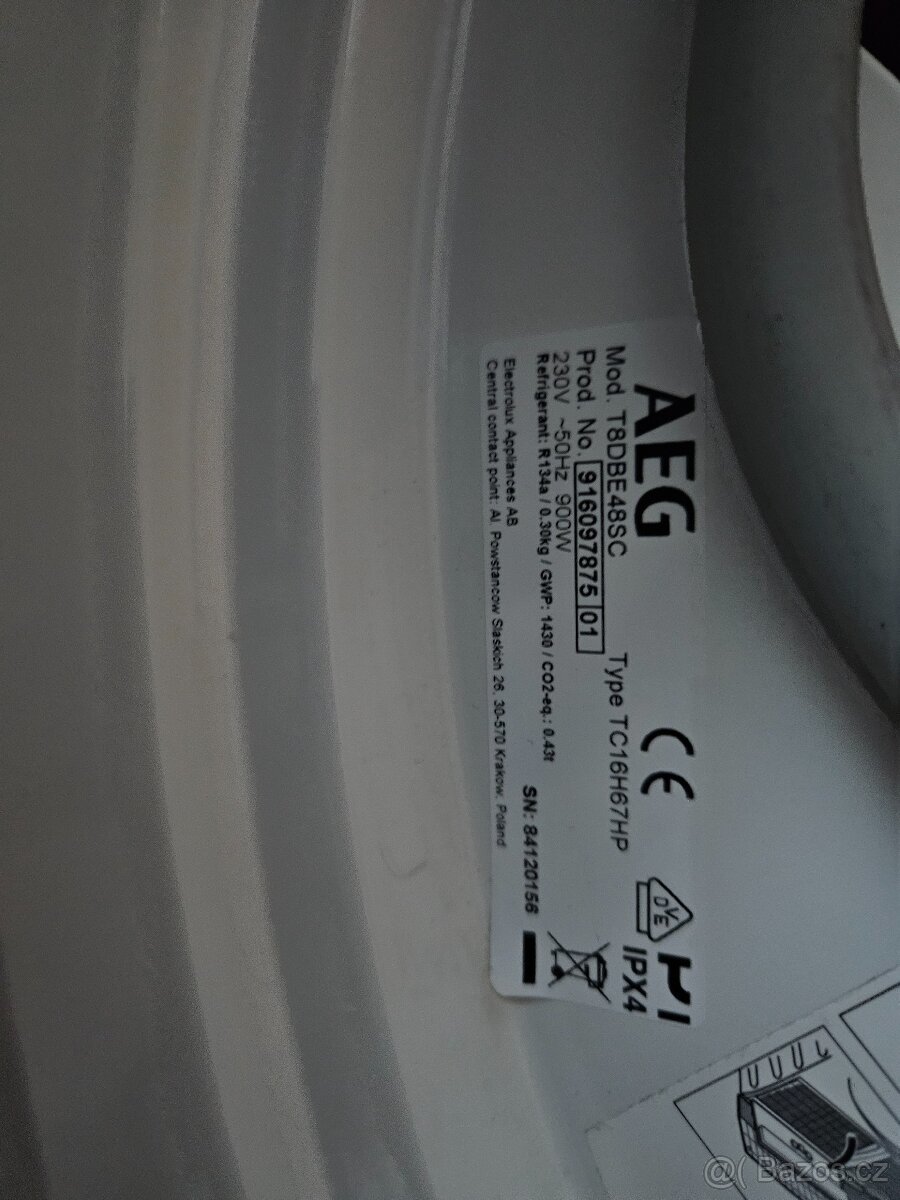 AEG
Mod. T8DBE48SC Type TC16H67HP
IPX4
Prod. No. 916097875 01
230V ~50Hz 900W
Refrigerant: R134a / 0.30kg / GWP: 1430 / CO2-eq.: 0.43t
SN: 84120156
Electrolux Appliances AB
Central contact point: Al. Powstancow Slaskich 26, 30-570 Krakow, Poland
CE
DVE
@( Bazos.cz